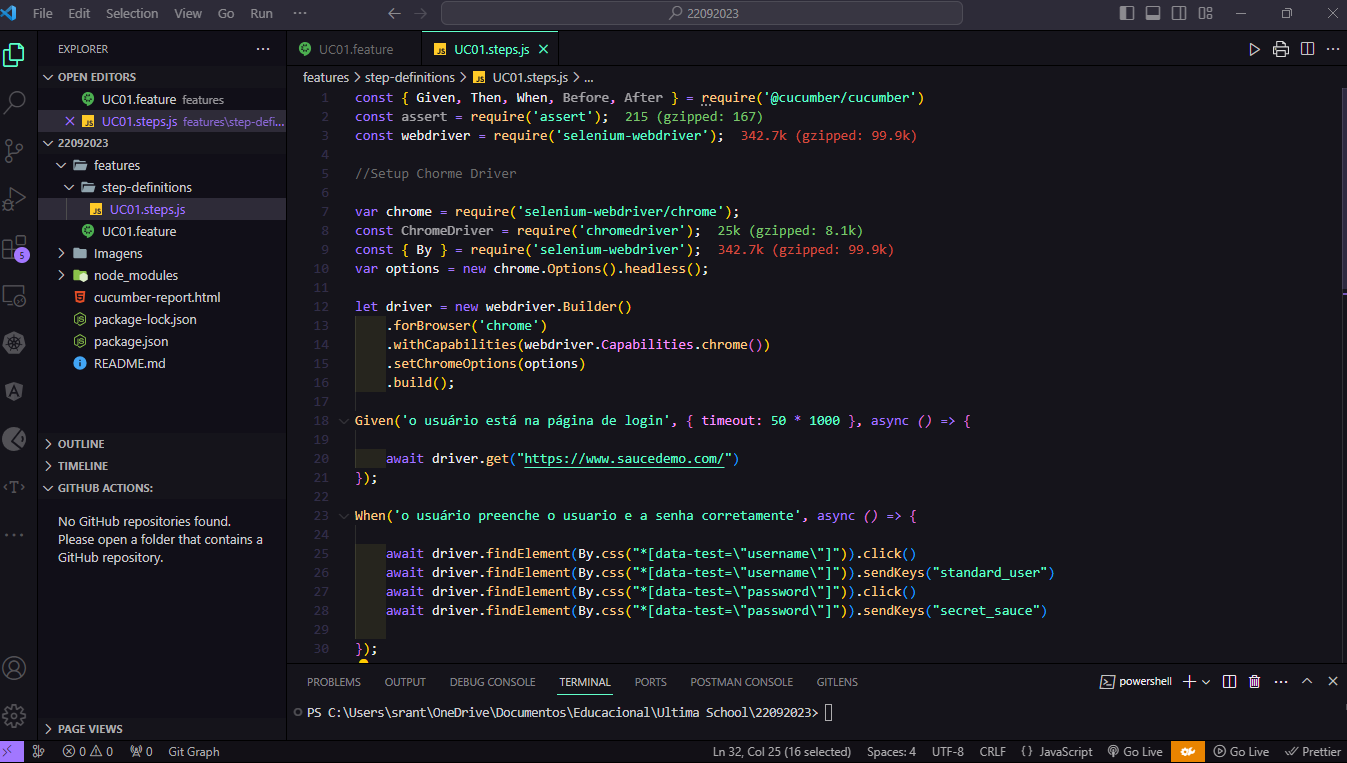 File Edit Selection View Go Run ··· 22092023
EXPLORER ···
OPEN EDITORS
UC01.feature features
UC01.steps.js features\step-defi...
22092023
features
step-definitions
UC01.steps.js
UC01.feature
Imagens
node_modules
cucumber-report.html
package-lock.json
package.json
README.md
OUTLINE
TIMELINE
GITHUB ACTIONS:
No GitHub repositories found.
Please open a folder that contains a
GitHub repository.
PAGE VIEWS
5
UC01.feature UC01.steps.js
features > step-definitions > UC01.steps.js > ...
1 const { Given, Then, When, Before, After } = require('@cucumber/cucumber')
2 const assert = require('assert'); 215 (gzipped: 167)
3 const webdriver = require('selenium-webdriver'); 342.7k (gzipped: 99.9k)
4
5 //Setup Chorme Driver
6
7 var chrome = require('selenium-webdriver/chrome');
8 const ChromeDriver = require('chromedriver'); 25k (gzipped: 8.1k)
9 const { By } = require('selenium-webdriver'); 342.7k (gzipped: 99.9k)
10 var options = new chrome.Options().headless();
11
12 let driver = new webdriver.Builder()
13 .forBrowser('chrome')
14 .withCapabilities(webdriver.Capabilities.chrome())
15 .setChromeOptions(options)
16 .build();
17
18 Given('o usuário está na página de login', { timeout: 50 * 1000 }, async () => {
19
20 await driver.get("https://www.saucedemo.com/")
21 });
22
23 When('o usuário preenche o usuario e a senha corretamente', async () => {
24
25 await driver.findElement(By.css("*[data-test=\"username\"]")).click()
26 await driver.findElement(By.css("*[data-test=\"username\"]")).sendKeys("standard_user")
27 await driver.findElement(By.css("*[data-test=\"password\"]")).click()
28 await driver.findElement(By.css("*[data-test=\"password\"]")).sendKeys("secret_sauce")
29
30 });
PROBLEMS OUTPUT DEBUG CONSOLE TERMINAL PORTS POSTMAN CONSOLE GITLENS powershell
PS C:\Users\srant\OneDrive\Documentos\Educacional\Ultima School\22092023>
0 0 0 Git Graph Ln 32, Col 25 (16 selected) Spaces: 4 UTF-8 CRLF {} JavaScript Go Live Go Live Prettier